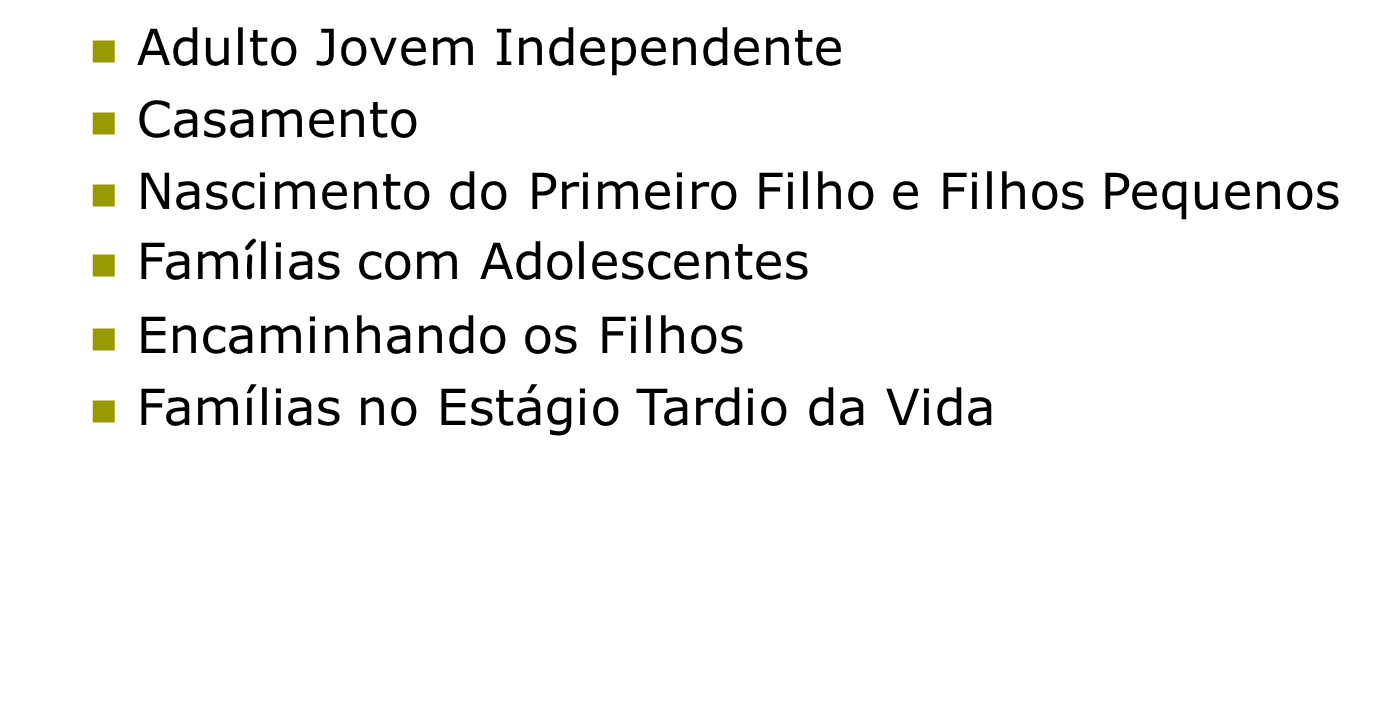 Adulto Jovem Independente
Casamento
Nascimento do Primeiro Filho e Filhos Pequenos
Famílias com Adolescentes
Encaminhando os Filhos
Famílias no Estágio Tardio da Vida